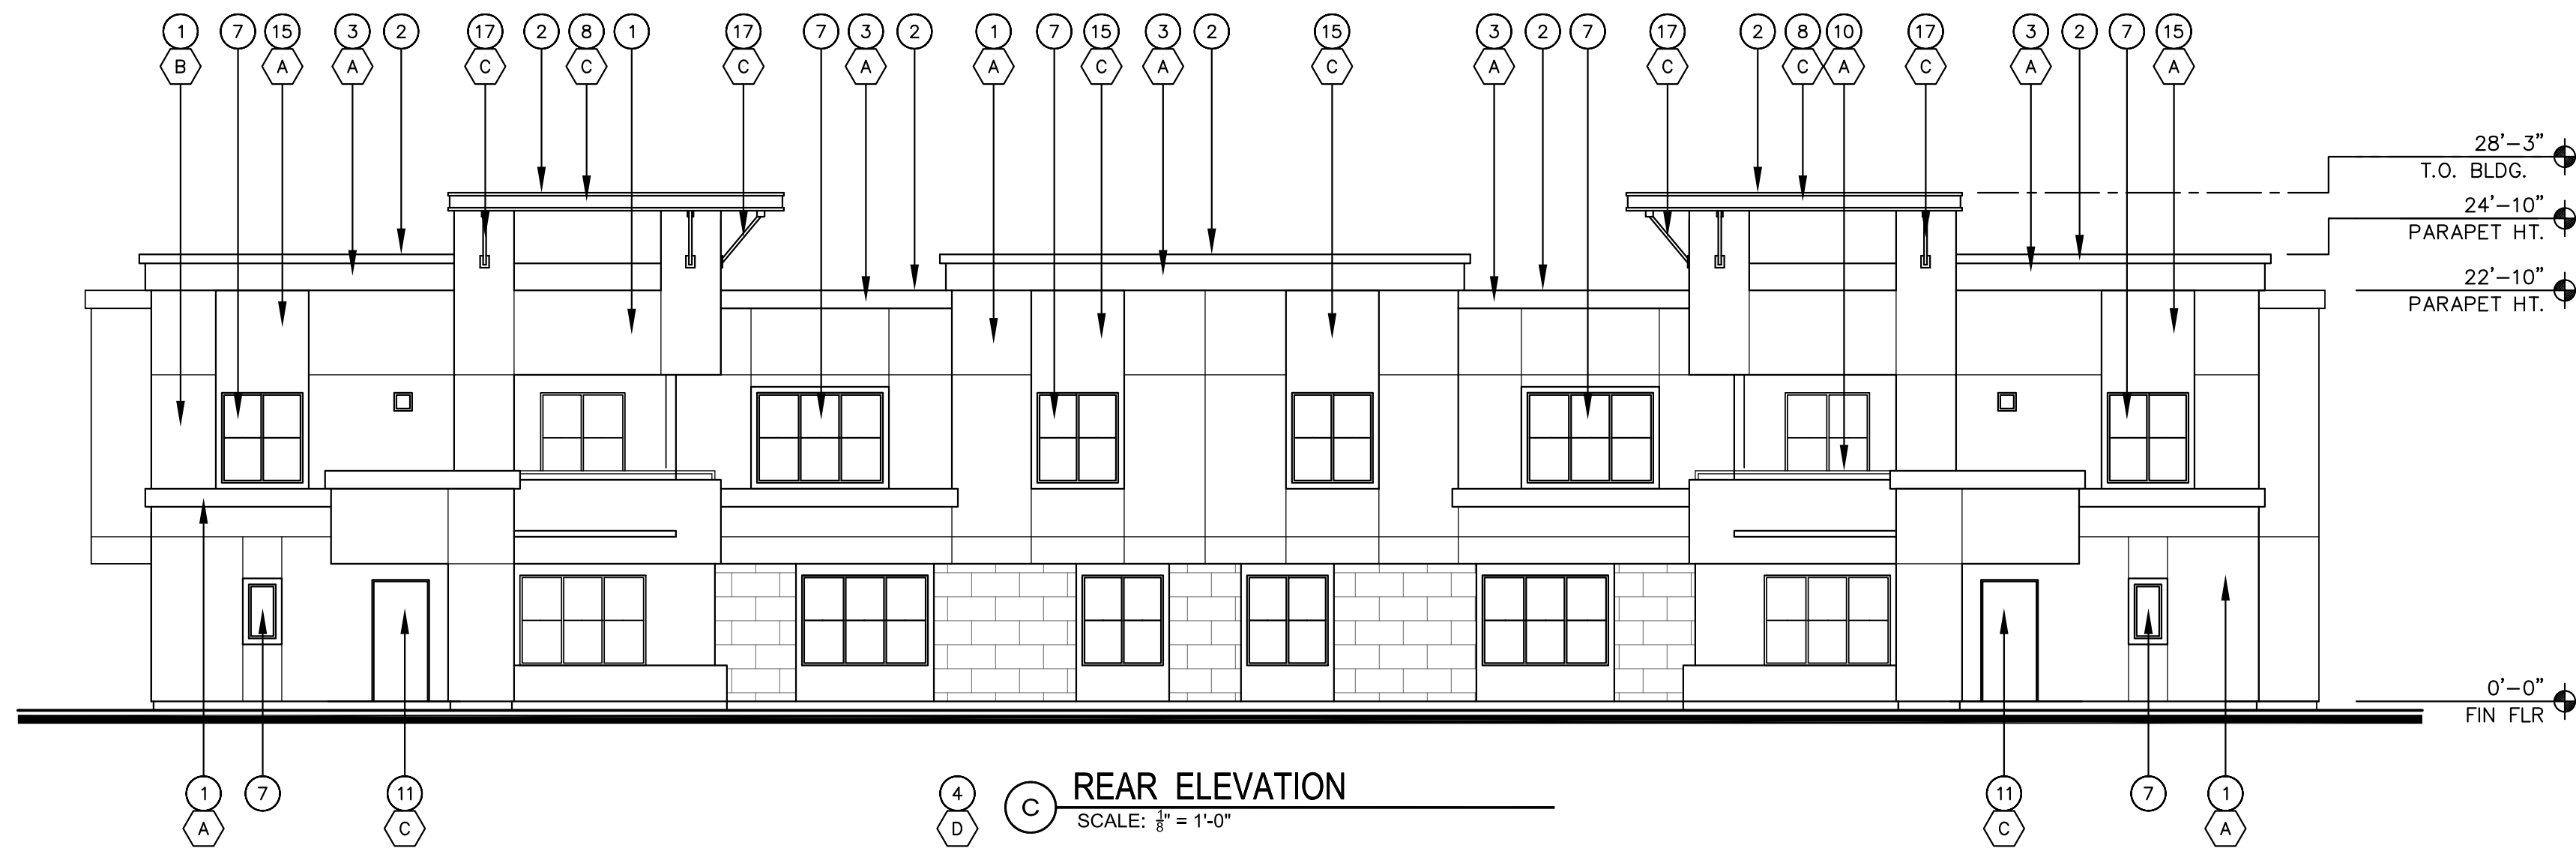 1 7 15 3 2 17 2 8 1 17 7 3 2 1 7 15 3 2 15 3 2 7 17 2 8 10 17 3 2 7 15
B A A C C C A A C A C A C C A C A A
28'-3"
T.O. BLDG.
24'-10"
PARAPET HT.
22'-10"
PARAPET HT.
0'-0"
FIN FLR
1 7 11 4 11 7 1
A C D C A
C REAR ELEVATION
SCALE: 1/8" = 1'-0"